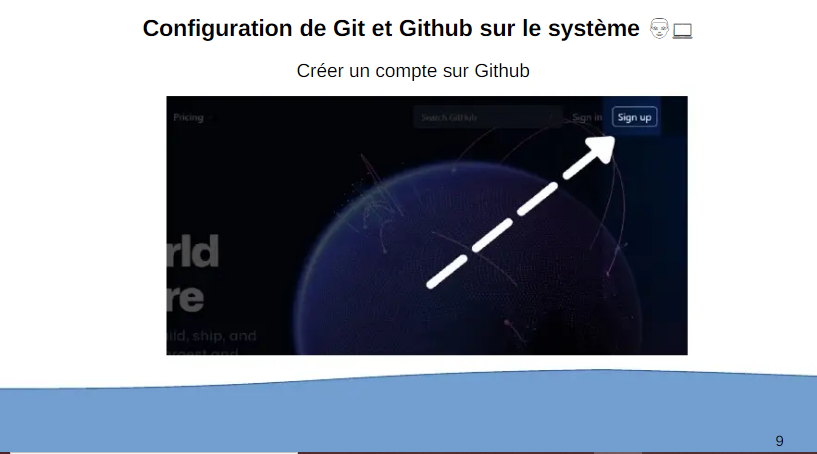 Configuration de Git et Github sur le système
Créer un compte sur Github
Pricing
Search GitHub
Sign in
Sign up
rld
re
ild, ship, and
9